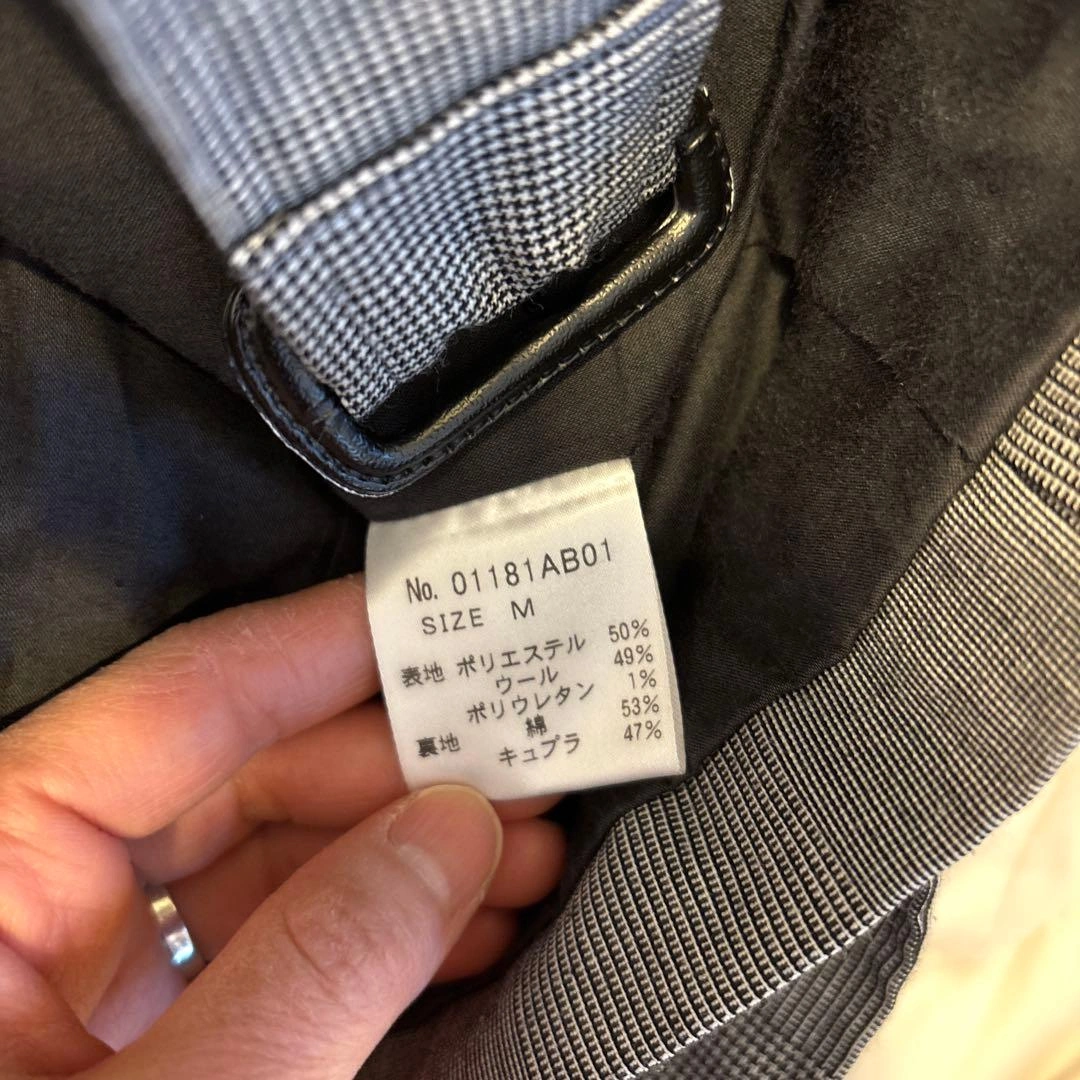 No. 01181AB01
SIZE M
表地 ポリエステル 50%
ウール 49%
ポリウレタン 1%
裏地 綿 53%
キュプラ 47%